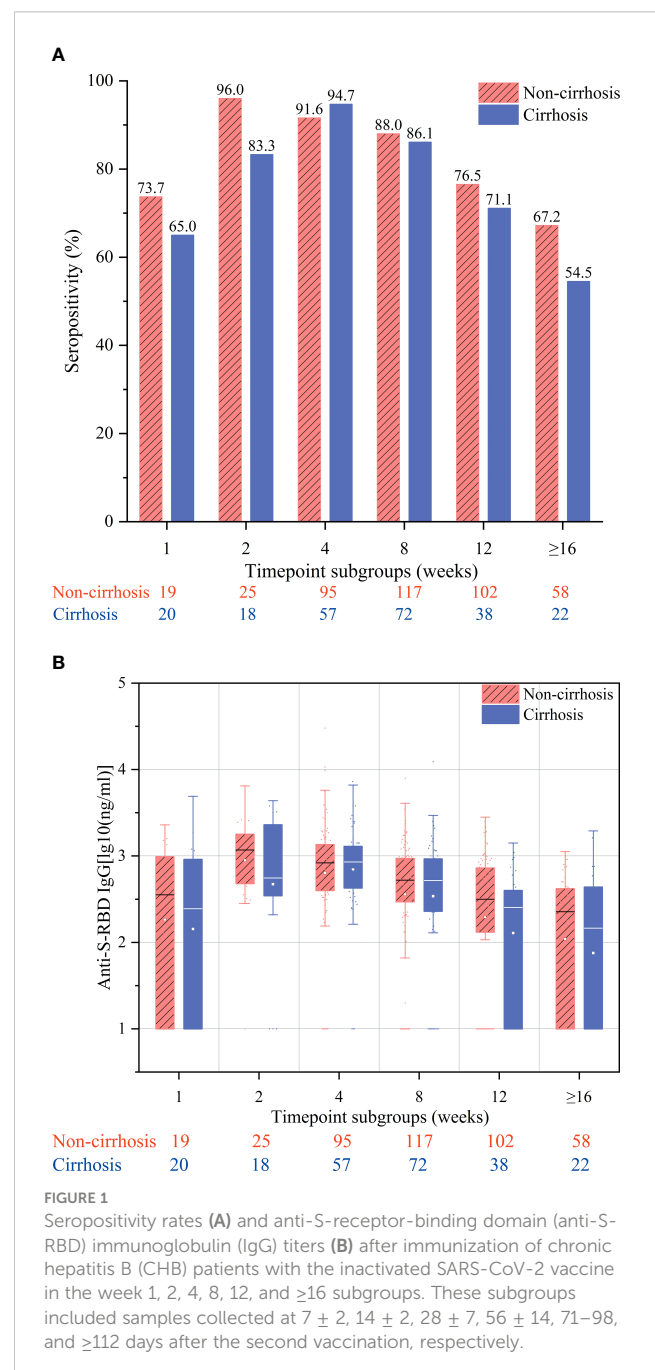 A
Non-cirrhosis
Cirrhosis
100
80
60
40
20
0
Seropositivity (%)
73.7
65.0
96.0
83.3
91.6
94.7
88.0
86.1
76.5
71.1
67.2
54.5
1 2 4 8 12 ≥16
Timepoint subgroups (weeks)
Non-cirrhosis 19 25 95 117 102 58
Cirrhosis 20 18 57 72 38 22
B
Non-cirrhosis
Cirrhosis
5
4
3
2
1
Anti-S-RBD IgG[lg10(ng/ml)]
1 2 4 8 12 ≥16
Timepoint subgroups (weeks)
Non-cirrhosis 19 25 95 117 102 58
Cirrhosis 20 18 57 72 38 22
FIGURE 1
Seropositivity rates (A) and anti-S-receptor-binding domain (anti-S-
RBD) immunoglobulin (IgG) titers (B) after immunization of chronic
hepatitis B (CHB) patients with the inactivated SARS-CoV-2 vaccine
in the week 1, 2, 4, 8, 12, and ≥16 subgroups. These subgroups
included samples collected at 7 ± 2, 14 ± 2, 28 ± 7, 56 ± 14, 71–98,
and ≥112 days after the second vaccination, respectively.